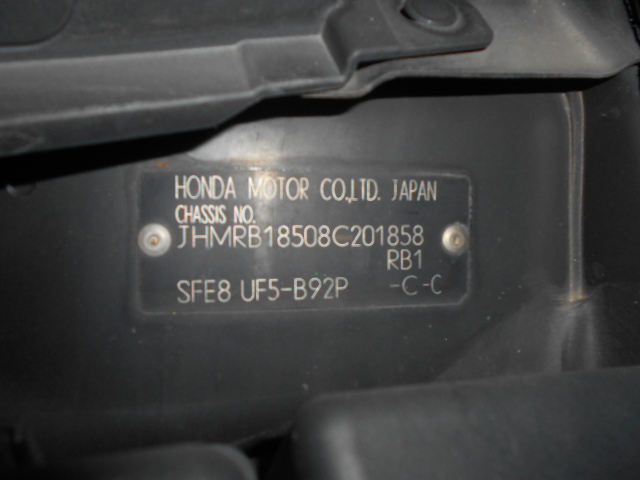 HONDA MOTOR CO.LTD. JAPAN
CHASSIS NO.
JHMRB18508C201858
RB1
SFE8 UF5-B92P -C-C